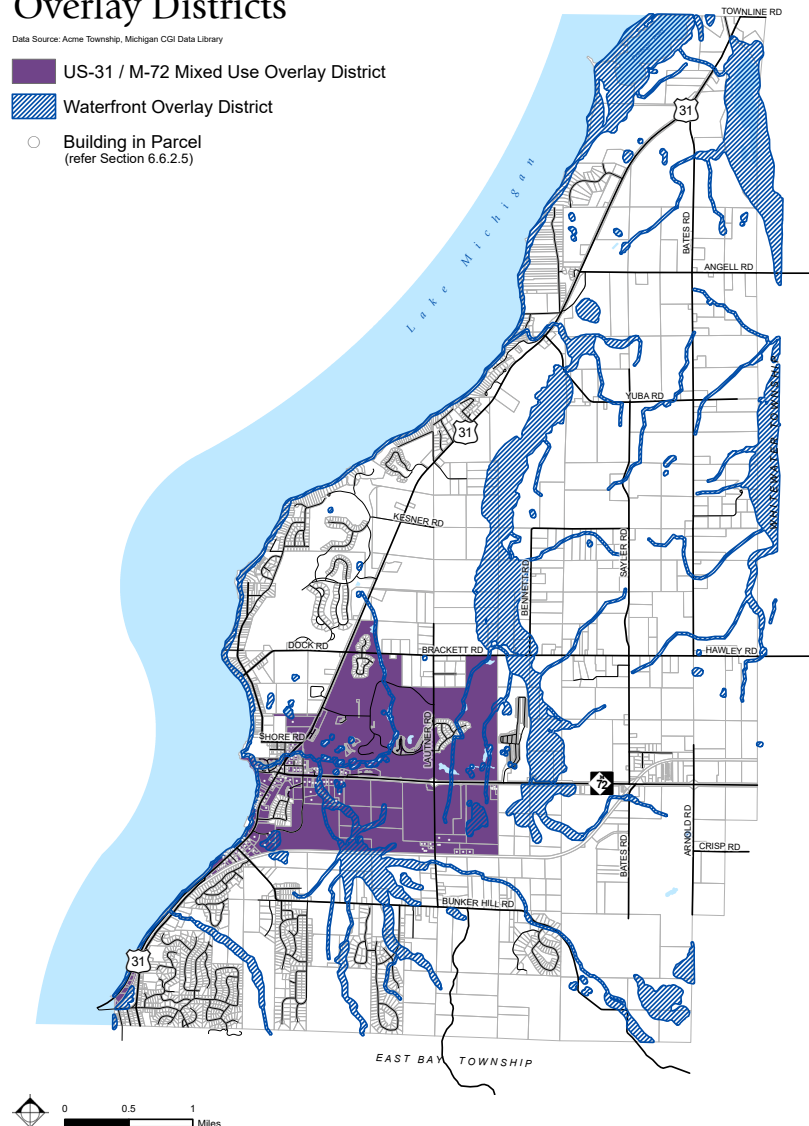 Overlay Districts
Data Source: Acme Township, Michigan CGI Data Library
US-31 / M-72 Mixed Use Overlay District
Waterfront Overlay District
Building in Parcel
(refer Section 6.6.2.5)
TOWNLINE RD
31
Lake Michigan
BATES RD
ANGELL RD
YUBA RD
31
WHITEWATER TOWNSHIP
KESNER RD
SAYLER RD
BENNETT RD
DOCK RD
BRACKETT RD
HAWLEY RD
LAUTNER RD
SHORE RD
72
BATES RD
ARNOLD RD
CRISP RD
BUNKER HILL RD
31
EAST BAY TOWNSHIP
0 0.5 1
Miles